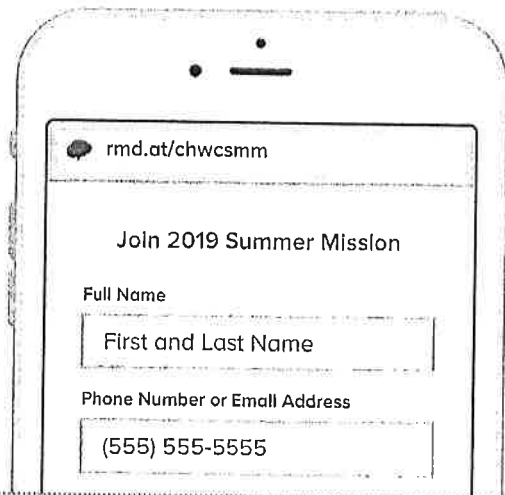 rmd.at/chwcsmm
Join 2019 Summer Mission
Full Name
First and Last Name
Phone Number or Email Address
(555) 555-5555